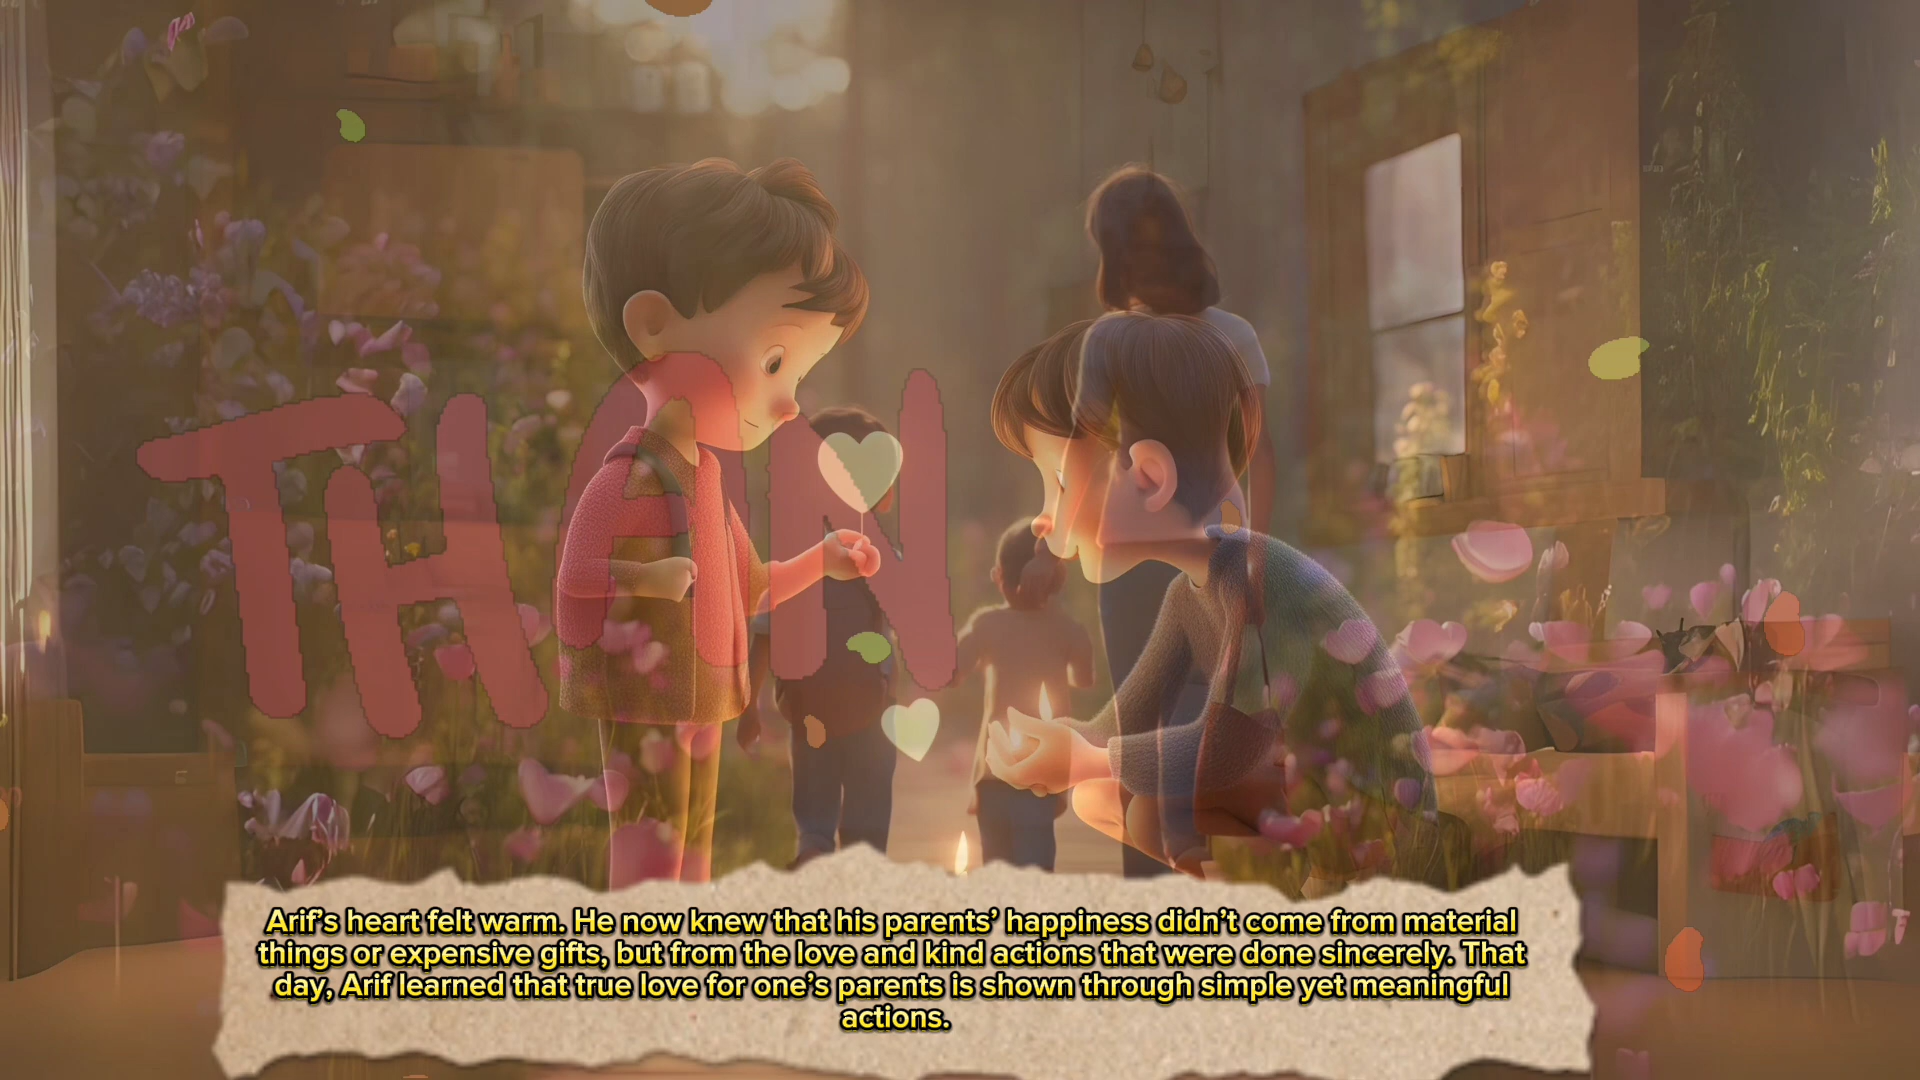 THAN
Arif’s heart felt warm. He now knew that his parents’ happiness didn’t come from material
things or expensive gifts, but from the love and kind actions that were done sincerely. That
day, Arif learned that true love for one’s parents is shown through simple yet meaningful
actions.